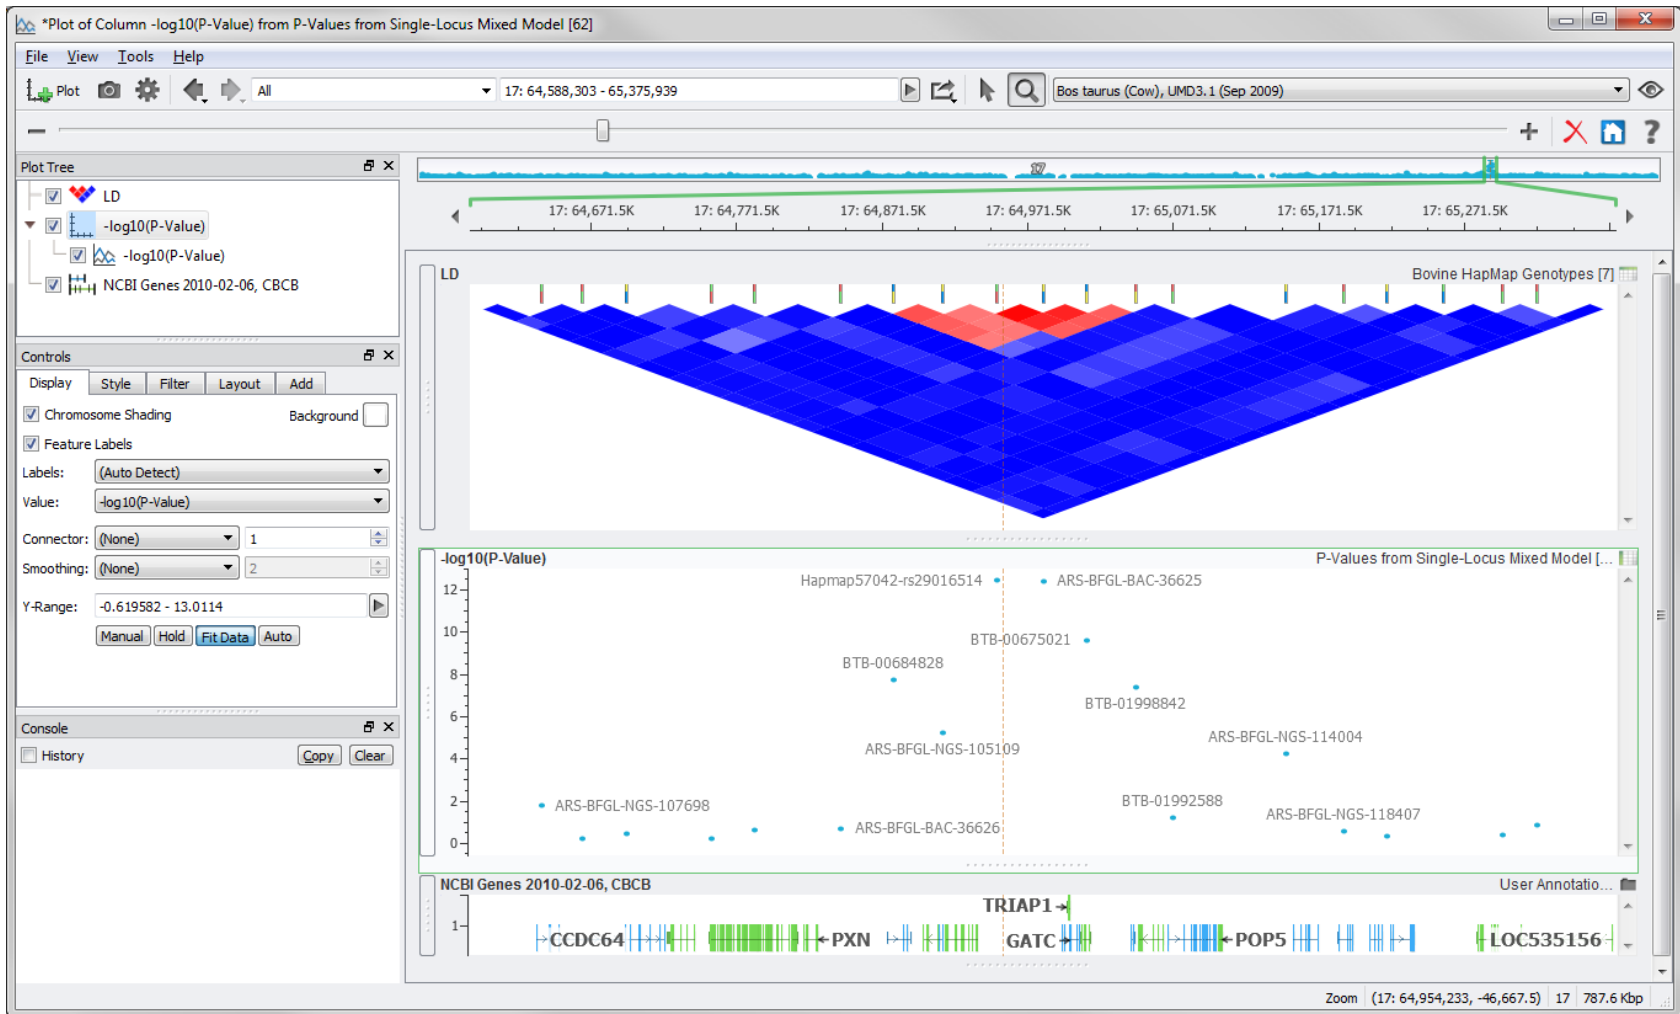 *Plot of Column -log10(P-Value) from P-Values from Single-Locus Mixed Model [62]
File View Tools Help
Plot All 17: 64,588,303 - 65,375,939 Bos taurus (Cow), UMD3.1 (Sep 2009)
Plot Tree
LD
-log10(P-Value)
-log10(P-Value)
NCBI Genes 2010-02-06, CBCB
Controls
Display Style Filter Layout Add
Chromosome Shading Background
Feature Labels
Labels: (Auto Detect)
Value: -log10(P-Value)
Connector: (None) 1
Smoothing: (None) 2
Y-Range: -0.619582 - 13.0114
Manual Hold Fit Data Auto
Console
History Copy Clear
17
17: 64,671.5K 17: 64,771.5K 17: 64,871.5K 17: 64,971.5K 17: 65,071.5K 17: 65,171.5K 17: 65,271.5K
LD Bovine HapMap Genotypes [7]
-log10(P-Value) P-Values from Single-Locus Mixed Model [...
12
Hapmap57042-rs29016514 ARS-BFGL-BAC-36625
10
BTB-00675021
BTB-00684828
8
BTB-01998842
6
ARS-BFGL-NGS-105109 ARS-BFGL-NGS-114004
4
2
ARS-BFGL-NGS-107698 BTB-01992588
ARS-BFGL-BAC-36626 ARS-BFGL-NGS-118407
0
NCBI Genes 2010-02-06, CBCB User Annotatio...
TRIAP1
1
CCDC64 PXN GATC POP5 LOC535156
Zoom (17: 64,954,233, -46,667.5) 17 787.6 Kbp